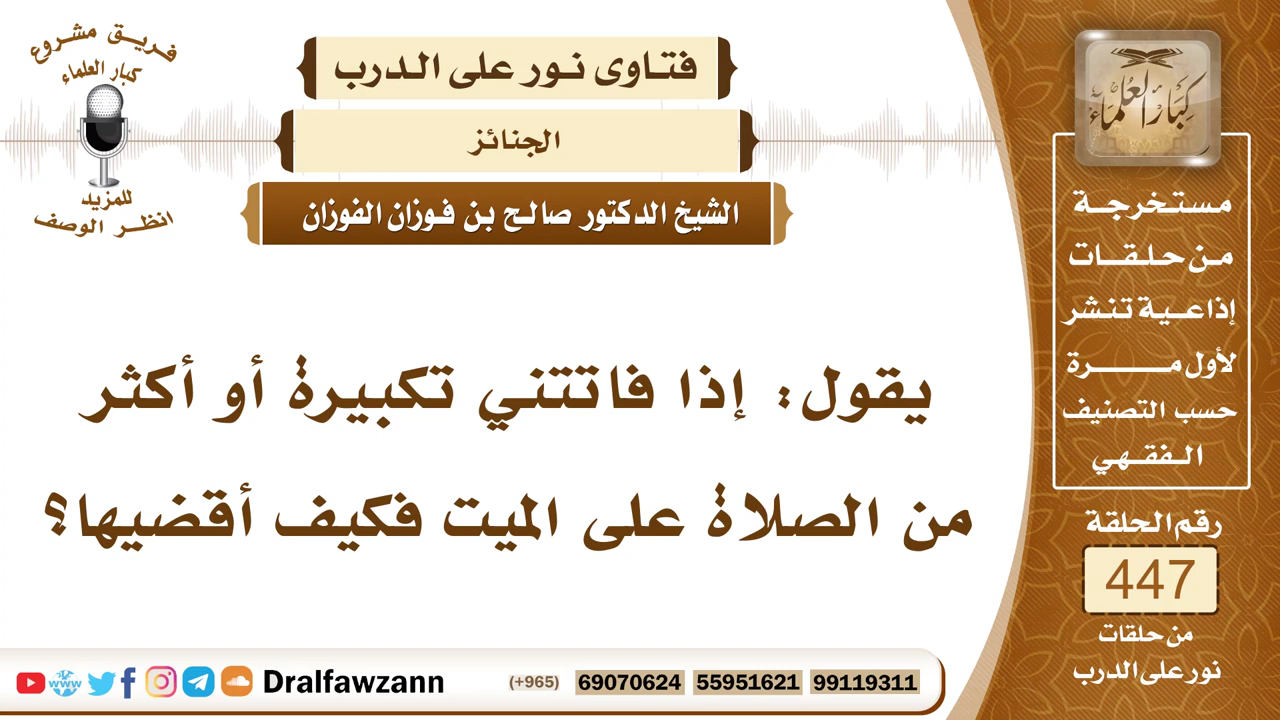 فريق مشروع
كبار العلماء
للمزيد
انظر الوصف
فتاوى نور على الدرب
الجنائز
الشيخ الدكتور صالح بن فوزان الفوزان
يقول: إذا فاتتني تكبيرة أو أكثر
من الصلاة على الميت فكيف أقضيها؟
كبار العلماء
مستخرجة
من حلقات
إذاعية تنشر
لأول مرة
حسب التصنيف
الفقهي
رقم الحلقة
447
من حلقات
نور على الدرب
www
Dralfawzann
(+965) 69070624 55951621 99119311